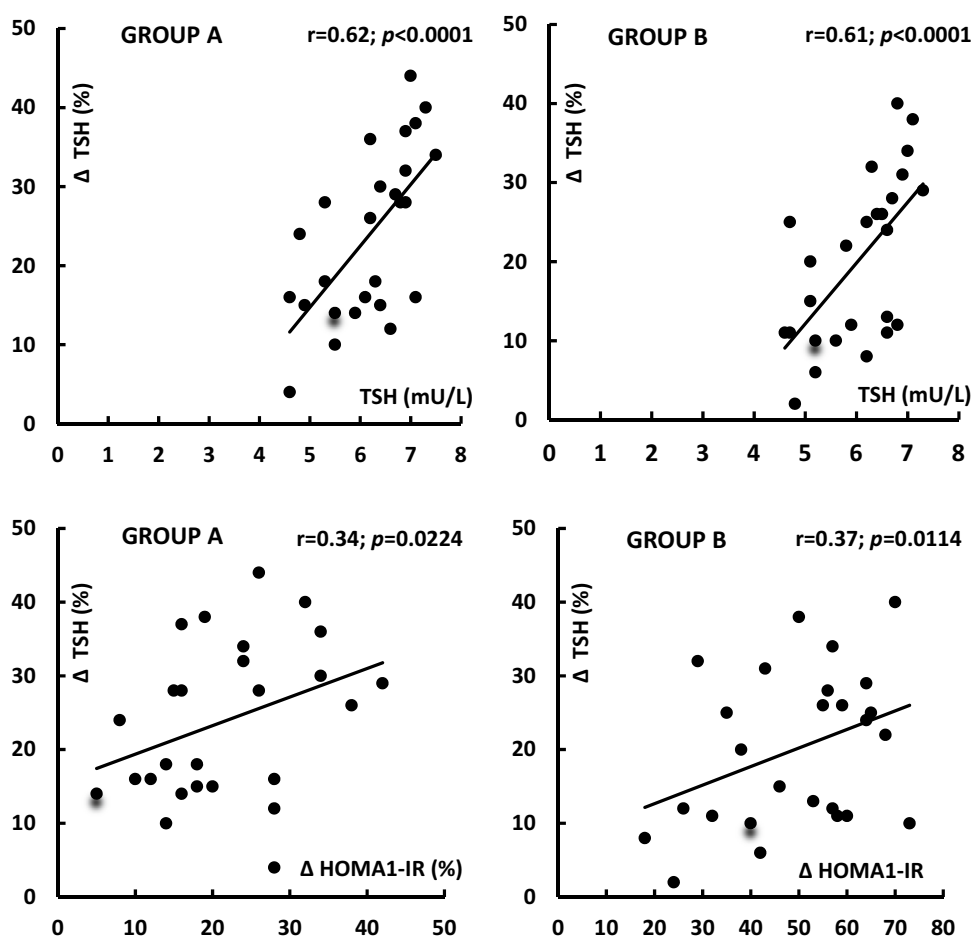 GROUP A
r=0.62; p<0.0001
Δ TSH (%)
50
40
30
20
10
0
TSH (mU/L)
0 1 2 3 4 5 6 7 8
GROUP B
r=0.61; p<0.0001
Δ TSH (%)
50
40
30
20
10
0
TSH (mU/L)
0 1 2 3 4 5 6 7 8
GROUP A
r=0.34; p=0.0224
Δ TSH (%)
50
40
30
20
10
0
Δ HOMA1-IR (%)
0 10 20 30 40 50
GROUP B
r=0.37; p=0.0114
Δ TSH (%)
50
40
30
20
10
0
Δ HOMA1-IR
0 10 20 30 40 50 60 70 80